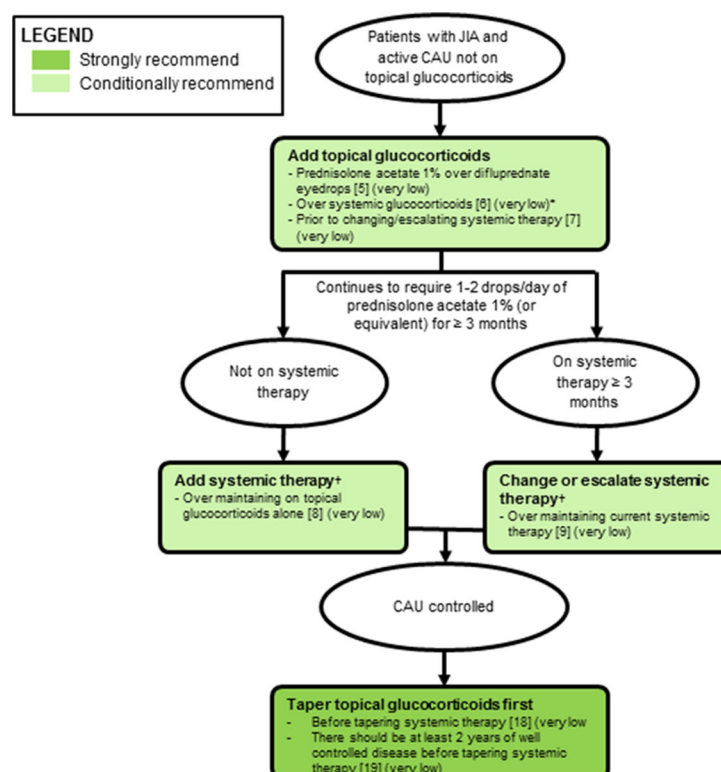 LEGEND
Strongly recommend
Conditionally recommend
Patients with JIA and
active CAU not on
topical glucocorticoids
Add topical glucocorticoids
- Prednisolone acetate 1% over difluprednate
eyedrops [5] (very low)
- Over systemic glucocorticoids [6] (very low)*
- Prior to changing/escalating systemic therapy [7]
(very low)
Continues to require 1-2 drops/day of
prednisolone acetate 1% (or
equivalent) for ≥ 3 months
Not on systemic
therapy
On systemic
therapy ≥ 3
months
Add systemic therapy†
- Over maintaining on topical
glucocorticoids alone [8] (very low)
Change or escalate systemic
therapy†
- Over maintaining current systemic
therapy [9] (very low)
CAU controlled
Taper topical glucocorticoids first
- Before tapering systemic therapy [18] (very low
- There should be at least 2 years of well
controlled disease before tapering systemic
therapy [19] (very low)